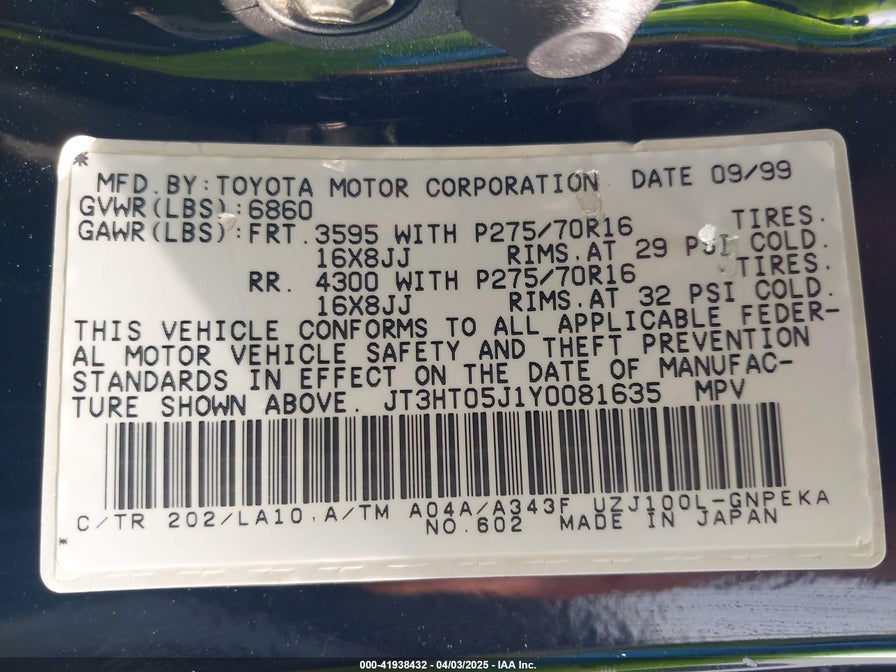 MFD. BY: TOYOTA MOTOR CORPORATION DATE 09/99
GVWR(LBS):6860
GAWR(LBS):FRT. 3595 WITH P275/70R16 TIRES.
16X8JJ RIMS.AT 29 PSI COLD.
RR. 4300 WITH P275/70R16 TIRES.
16X8JJ RIMS.AT 32 PSI COLD.
THIS VEHICLE CONFORMS TO ALL APPLICABLE FEDER-
AL MOTOR VEHICLE SAFETY AND THEFT PREVENTION
STANDARDS IN EFFECT ON THE DATE OF MANUFAC-
TURE SHOWN ABOVE. JT3HT05J1Y0081635 MPV
C/TR 202/LA10 A/TM A04A/A343F UZJ100L-GNPEKA
NO.602 MADE IN JAPAN
000-41938432 - 04/03/2025 - IAA Inc.